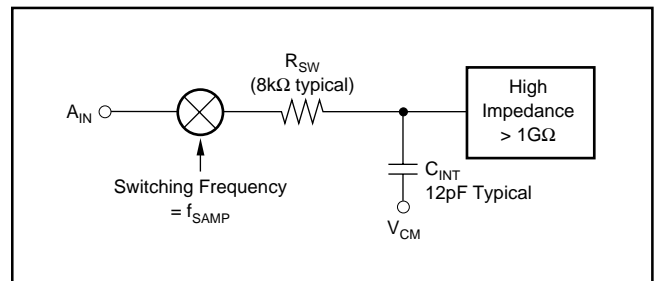 R_SW
(8kΩ typical)
High
Impedance
> 1GΩ
A_IN
C_INT
12pF Typical
Switching Frequency
= f_SAMP
V_CM